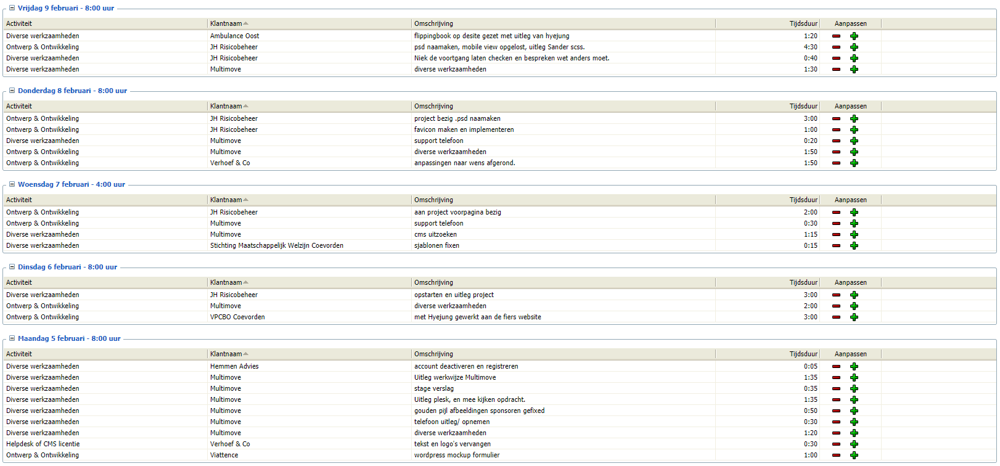 Vrijdag 9 februari - 8:00 uur
Activiteit Klantnaam Omschrijving Tijdsduur Aanpassen
Diverse werkzaamheden Ambulance Oost flippingbook op desite gezet met uitleg van hyejung 1:20
Ontwerp & Ontwikkeling JH Risicobeheer psd naamaken, mobile view opgelost, uitleg Sander scss. 4:30
Diverse werkzaamheden JH Risicobeheer Niek de voortgang laten checken en bespreken wet anders moet. 0:40
Diverse werkzaamheden Multimove diverse werkzaamheden 1:30
Donderdag 8 februari - 8:00 uur
Activiteit Klantnaam Omschrijving Tijdsduur Aanpassen
Ontwerp & Ontwikkeling JH Risicobeheer project bezig .psd naamaken 3:00
Ontwerp & Ontwikkeling JH Risicobeheer favicon maken en implementeren 1:00
Diverse werkzaamheden Multimove support telefoon 0:20
Ontwerp & Ontwikkeling Multimove diverse werkzaamheden 1:50
Ontwerp & Ontwikkeling Verhoef & Co anpassingen naar wens afgerond. 1:50
Woensdag 7 februari - 4:00 uur
Activiteit Klantnaam Omschrijving Tijdsduur Aanpassen
Ontwerp & Ontwikkeling JH Risicobeheer aan project voorpagina bezig 2:00
Ontwerp & Ontwikkeling Multimove support telefoon 0:30
Diverse werkzaamheden Multimove cms uitzoeken 1:15
Diverse werkzaamheden Stichting Maatschappelijk Welzijn Coevorden sjablonen fixen 0:15
Dinsdag 6 februari - 8:00 uur
Activiteit Klantnaam Omschrijving Tijdsduur Aanpassen
Diverse werkzaamheden JH Risicobeheer opstarten en uitleg project 3:00
Ontwerp & Ontwikkeling Multimove diverse werkzaamheden 2:00
Ontwerp & Ontwikkeling VPCBO Coevorden met Hyejung gewerkt aan de fiers website 3:00
Maandag 5 februari - 8:00 uur
Activiteit Klantnaam Omschrijving Tijdsduur Aanpassen
Diverse werkzaamheden Hemmen Advies account deactiveren en registreren 0:05
Diverse werkzaamheden Multimove Uitleg werkwijze Multimove 1:35
Diverse werkzaamheden Multimove stage verslag 0:35
Diverse werkzaamheden Multimove Uitleg plesk, en mee kijken opdracht. 1:35
Diverse werkzaamheden Multimove gouden pijl afbeeldingen sponsoren gefixed 0:50
Diverse werkzaamheden Multimove telefoon uitleg/ opnemen 0:30
Diverse werkzaamheden Multimove diverse werkzaamheden 1:20
Helpdesk of CMS licentie Verhoef & Co tekst en logo's vervangen 0:30
Ontwerp & Ontwikkeling Viattence wordpress mockup formulier 1:00